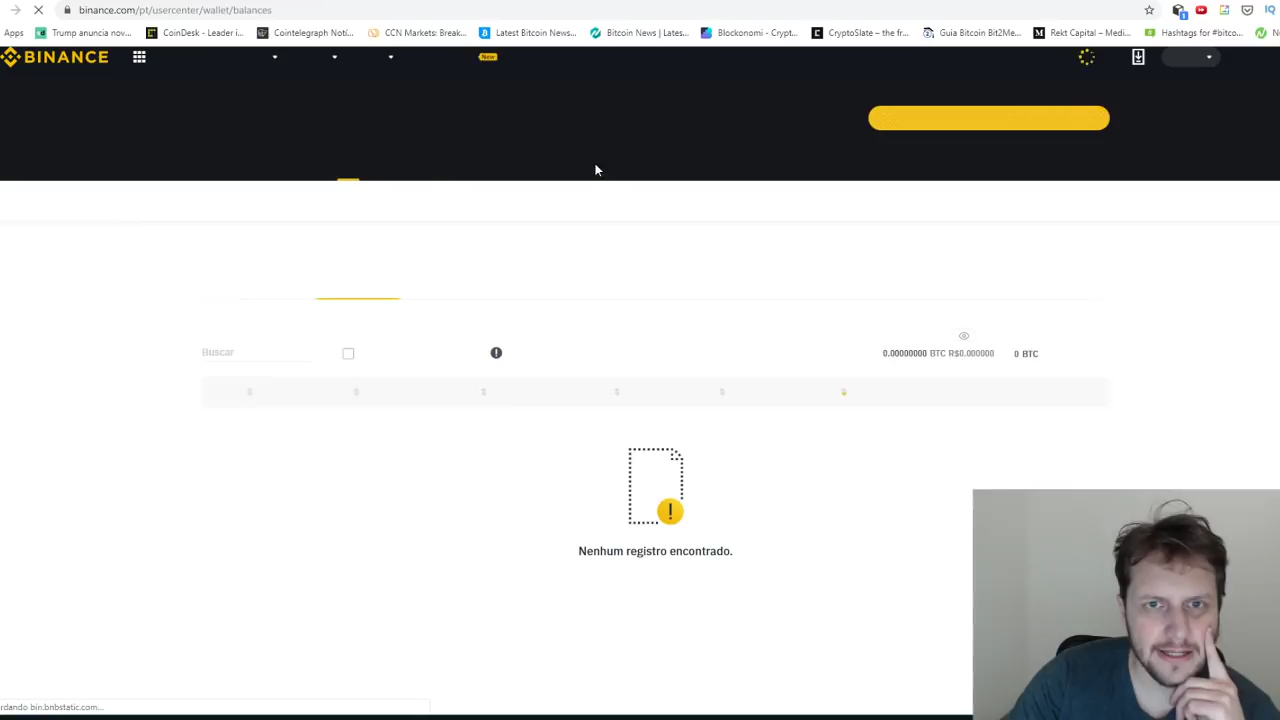 binance.com/pt/usercenter/wallet/balances
Apps Trump anuncia nov... CoinDesk - Leader i... Cointelegraph Notí... CCN Markets: Break... Latest Bitcoin News... Bitcoin News | Lates... Blockonomi - Crypt... CryptoSlate – the fr... Guia Bitcoin Bit2Me... Rekt Capital – Medi... Hashtags for #bitco...
BINANCE New
Buscar
0.00000000 BTC R$0.000000 0 BTC
Nenhum registro encontrado.
rdando bin.bnbstatic.com...